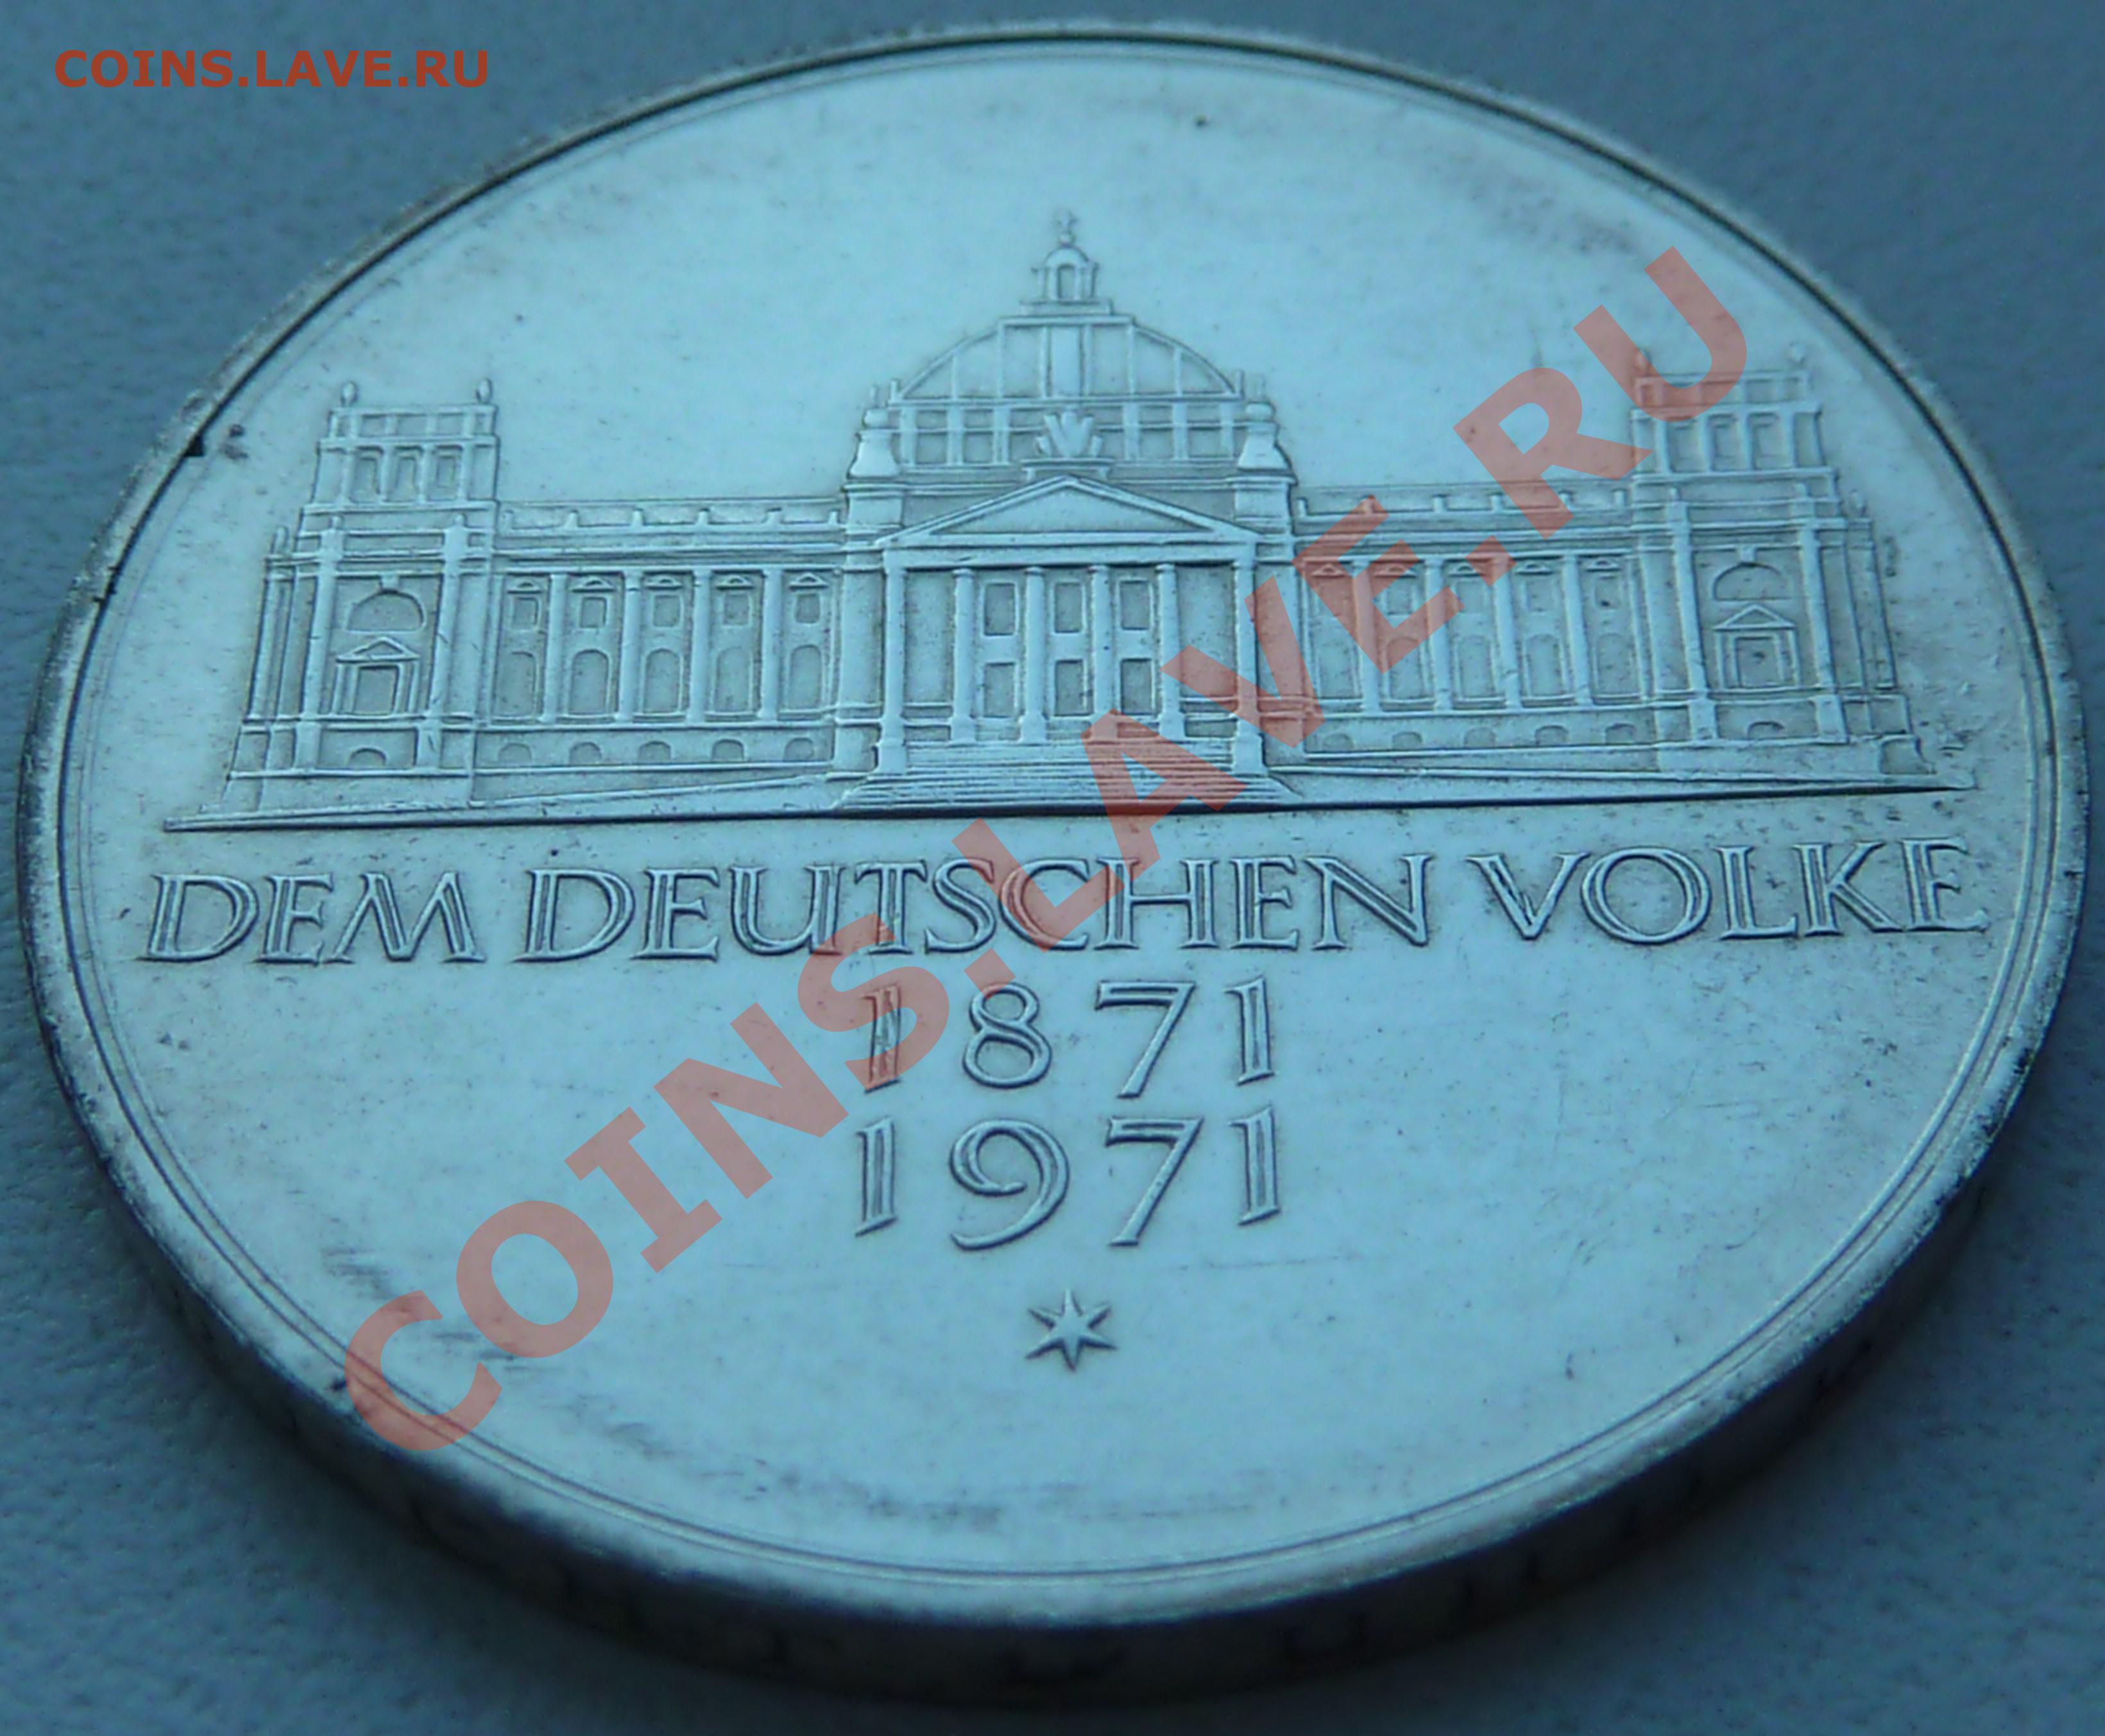 COINS.LAVE.RU
DEM DEUTSCHEN VOLKE
1871
1971
COINS.LAVE.RU